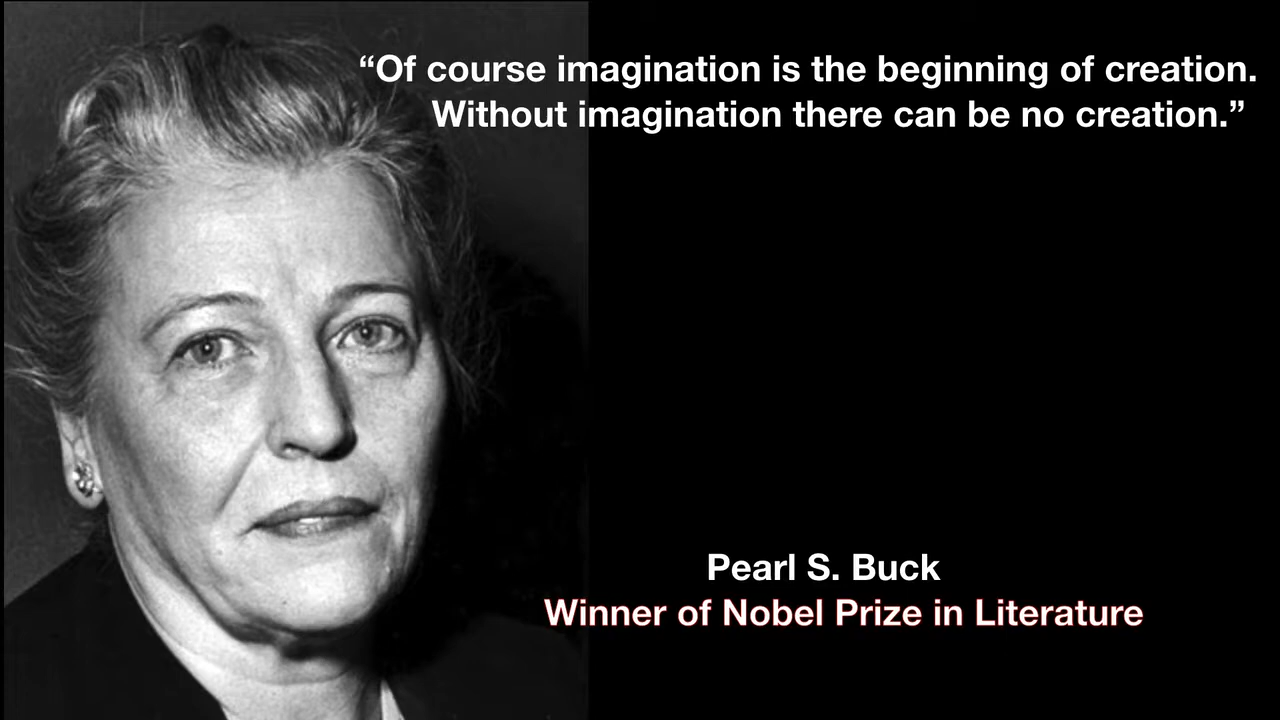 “Of course imagination is the beginning of creation.
Without imagination there can be no creation.”
Pearl S. Buck
Winner of Nobel Prize in Literature